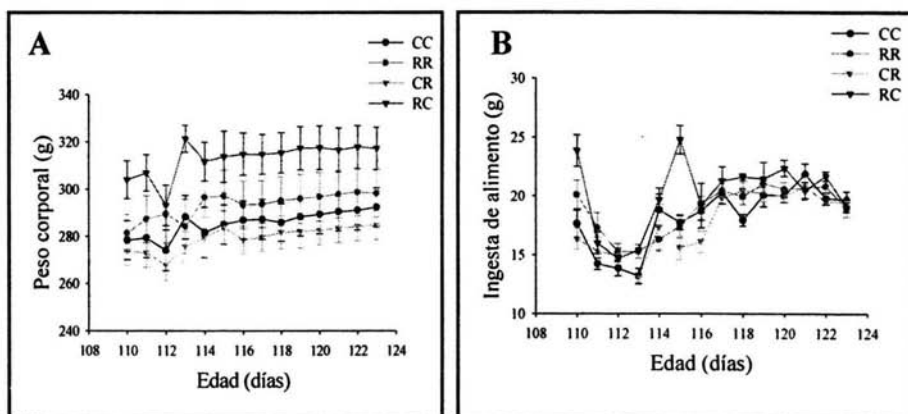 A
CC
RR
CR
RC
Peso corporal (g)
340
320
300
280
260
240
108 110 112 114 116 118 120 122 124
Edad (días)
B
CC
RR
CR
RC
Ingesta de alimento (g)
30
25
20
15
10
108 110 112 114 116 118 120 122 124
Edad (días)